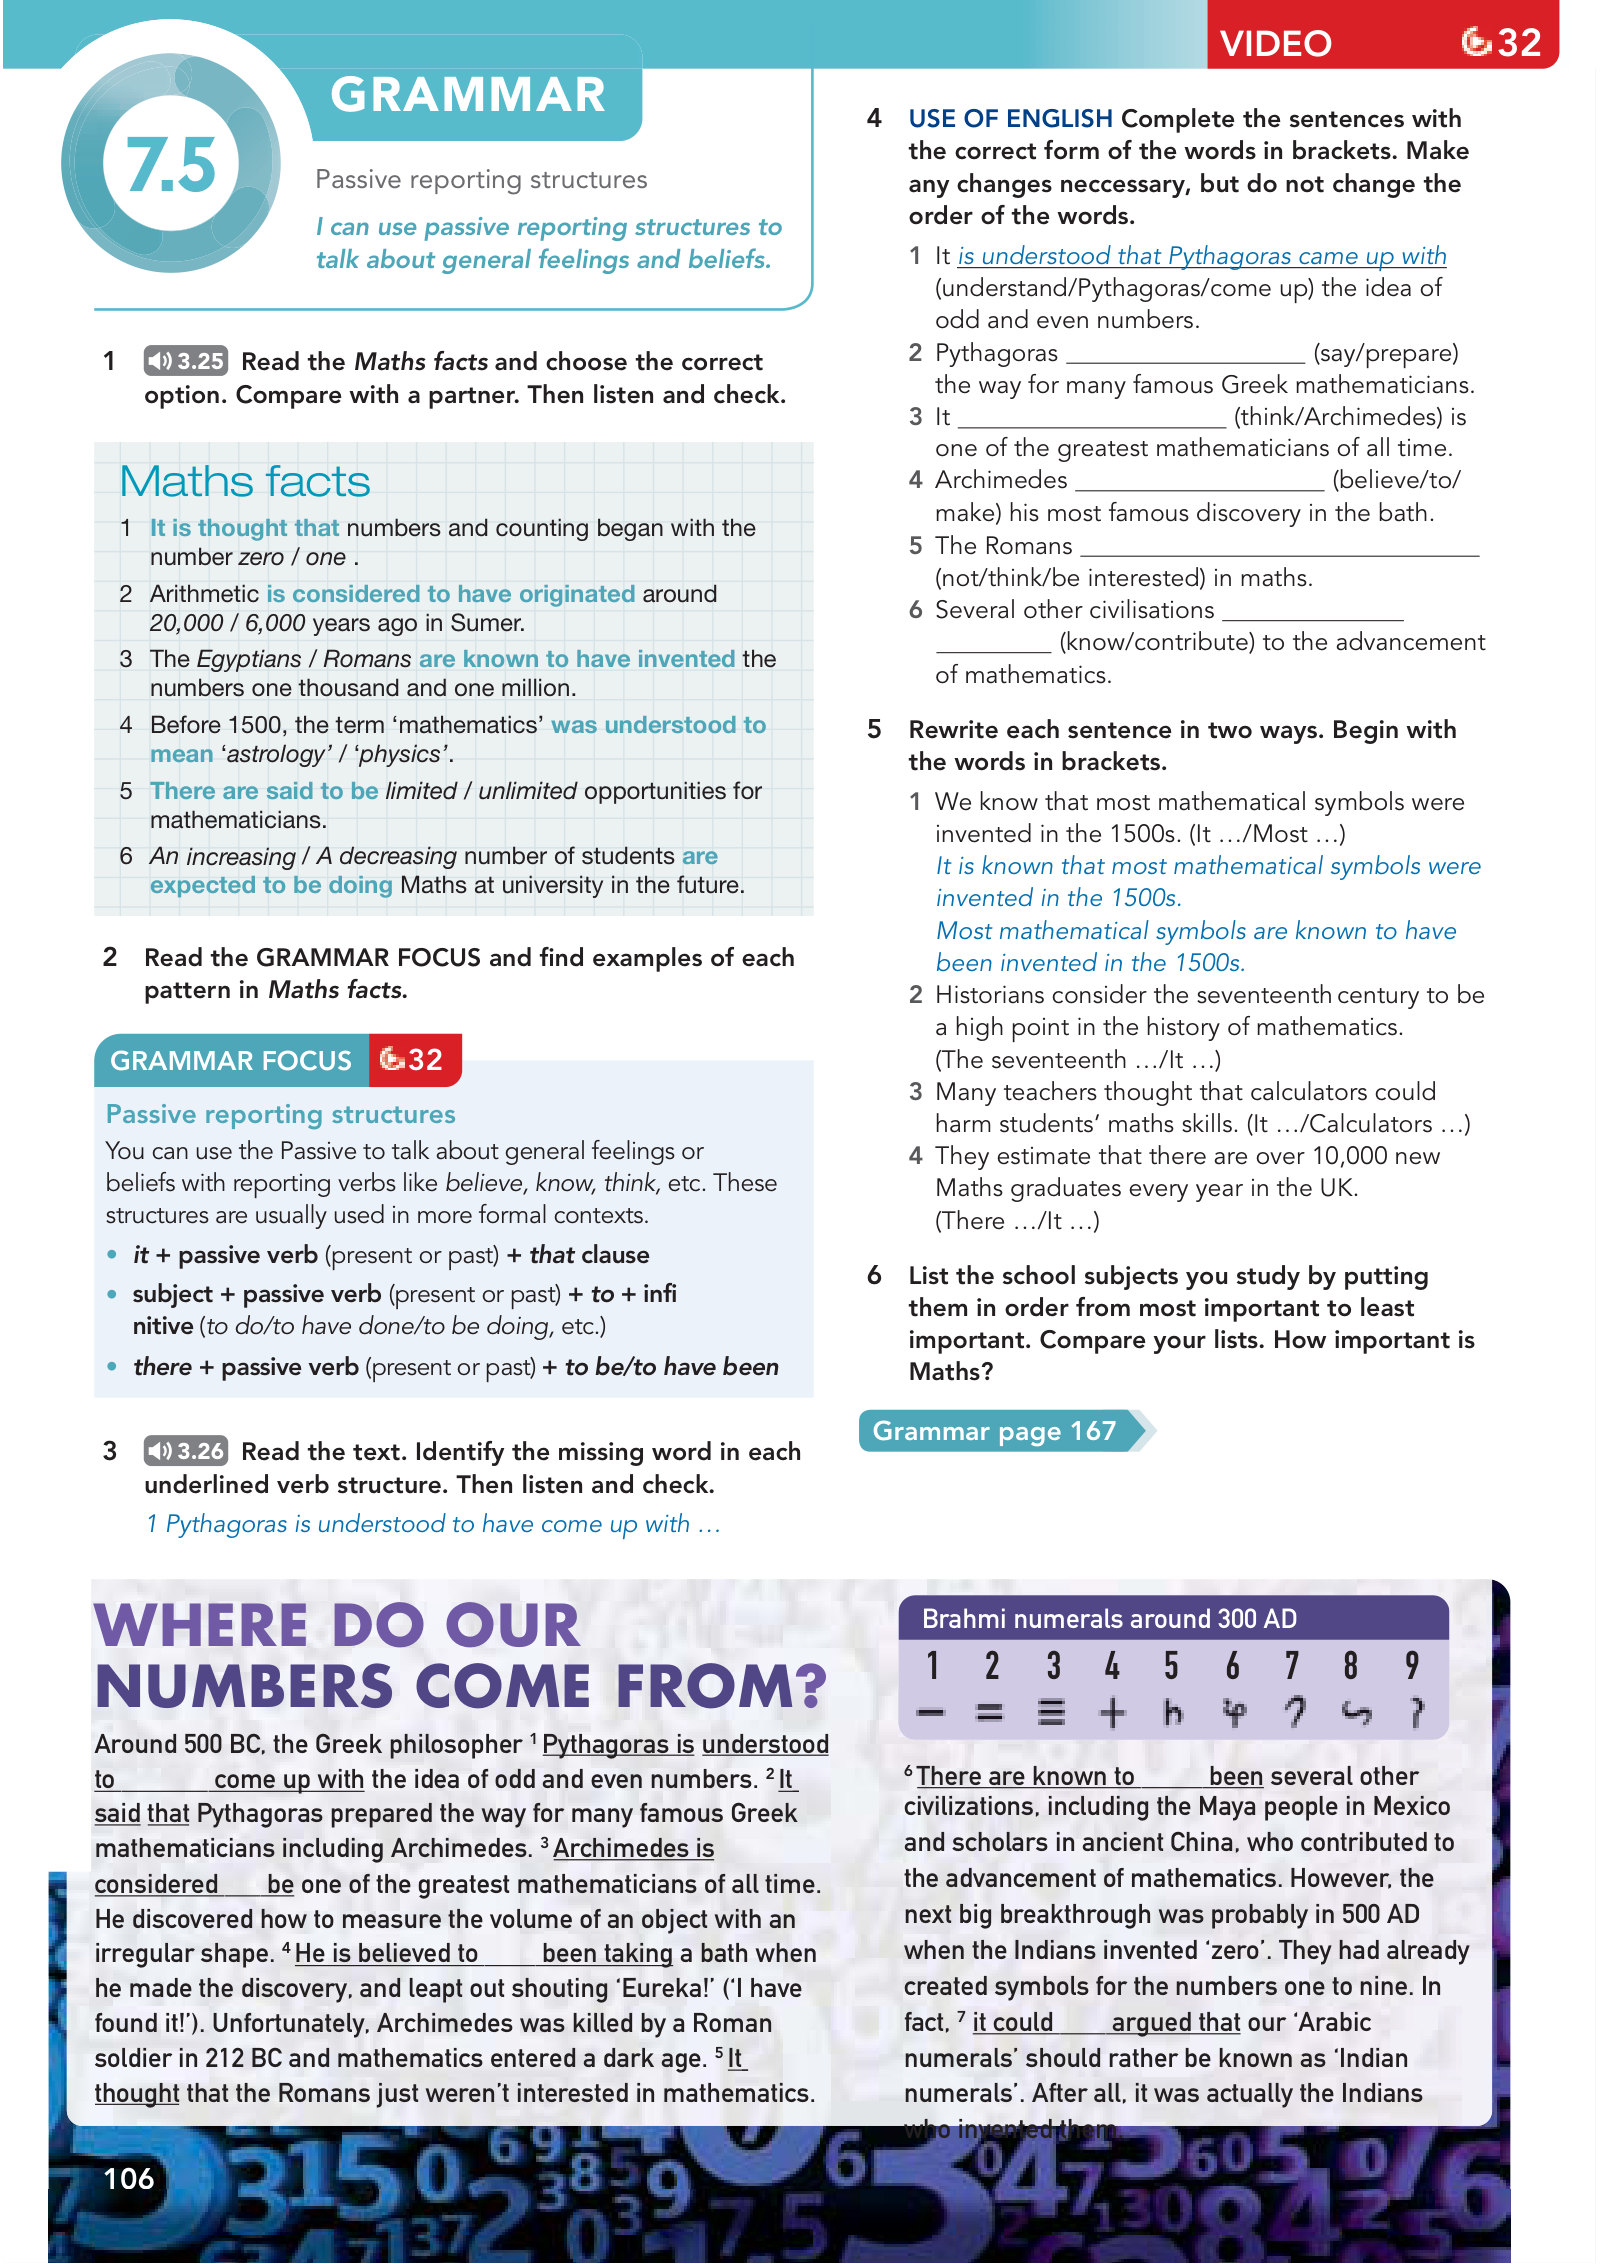 VIDEO 32
GRAMMAR
7.5
Passive reporting structures
I can use passive reporting structures to
talk about general feelings and beliefs.
1 3.25 Read the Maths facts and choose the correct
option. Compare with a partner. Then listen and check.
Maths facts
1 It is thought that numbers and counting began with the
number zero / one .
2 Arithmetic is considered to have originated around
20,000 / 6,000 years ago in Sumer.
3 The Egyptians / Romans are known to have invented the
numbers one thousand and one million.
4 Before 1500, the term ‘mathematics’ was understood to
mean ‘astrology’ / ‘physics’.
5 There are said to be limited / unlimited opportunities for
mathematicians.
6 An increasing / A decreasing number of students are
expected to be doing Maths at university in the future.
2 Read the GRAMMAR FOCUS and find examples of each
pattern in Maths facts.
GRAMMAR FOCUS 32
Passive reporting structures
You can use the Passive to talk about general feelings or
beliefs with reporting verbs like believe, know, think, etc. These
structures are usually used in more formal contexts.
• it + passive verb (present or past) + that clause
• subject + passive verb (present or past) + to + infi
nitive (to do/to have done/to be doing, etc.)
• there + passive verb (present or past) + to be/to have been
3 3.26 Read the text. Identify the missing word in each
underlined verb structure. Then listen and check.
1 Pythagoras is understood to have come up with …
4 USE OF ENGLISH Complete the sentences with
the correct form of the words in brackets. Make
any changes neccessary, but do not change the
order of the words.
1 It is understood that Pythagoras came up with
(understand/Pythagoras/come up) the idea of
odd and even numbers.
2 Pythagoras ____________________ (say/prepare)
the way for many famous Greek mathematicians.
3 It ______________________ (think/Archimedes) is
one of the greatest mathematicians of all time.
4 Archimedes ____________________ (believe/to/
make) his most famous discovery in the bath.
5 The Romans ________________________________
(not/think/be interested) in maths.
6 Several other civilisations _______________
_________ (know/contribute) to the advancement
of mathematics.
5 Rewrite each sentence in two ways. Begin with
the words in brackets.
1 We know that most mathematical symbols were
invented in the 1500s. (It …/Most …)
It is known that most mathematical symbols were
invented in the 1500s.
Most mathematical symbols are known to have
been invented in the 1500s.
2 Historians consider the seventeenth century to be
a high point in the history of mathematics.
(The seventeenth …/It …)
3 Many teachers thought that calculators could
harm students’ maths skills. (It …/Calculators …)
4 They estimate that there are over 10,000 new
Maths graduates every year in the UK.
(There …/It …)
6 List the school subjects you study by putting
them in order from most important to least
important. Compare your lists. How important is
Maths?
Grammar page 167
WHERE DO OUR
NUMBERS COME FROM?
Around 500 BC, the Greek philosopher 1 Pythagoras is understood
to ______ come up with the idea of odd and even numbers. 2 It
said that Pythagoras prepared the way for many famous Greek
mathematicians including Archimedes. 3 Archimedes is
considered ___ be one of the greatest mathematicians of all time.
He discovered how to measure the volume of an object with an
irregular shape. 4 He is believed to ____ been taking a bath when
he made the discovery, and leapt out shouting ‘Eureka!’ (‘I have
found it!’). Unfortunately, Archimedes was killed by a Roman
soldier in 212 BC and mathematics entered a dark age. 5 It
thought that the Romans just weren’t interested in mathematics.
Brahmi numerals around 300 AD
1 2 3 4 5 6 7 8 9
6 There are known to ____ been several other
civilizations, including the Maya people in Mexico
and scholars in ancient China, who contributed to
the advancement of mathematics. However, the
next big breakthrough was probably in 500 AD
when the Indians invented ‘zero’. They had already
created symbols for the numbers one to nine. In
fact, 7 it could ____ argued that our ‘Arabic
numerals’ should rather be known as ‘Indian
numerals’. After all, it was actually the Indians
who invented them
106